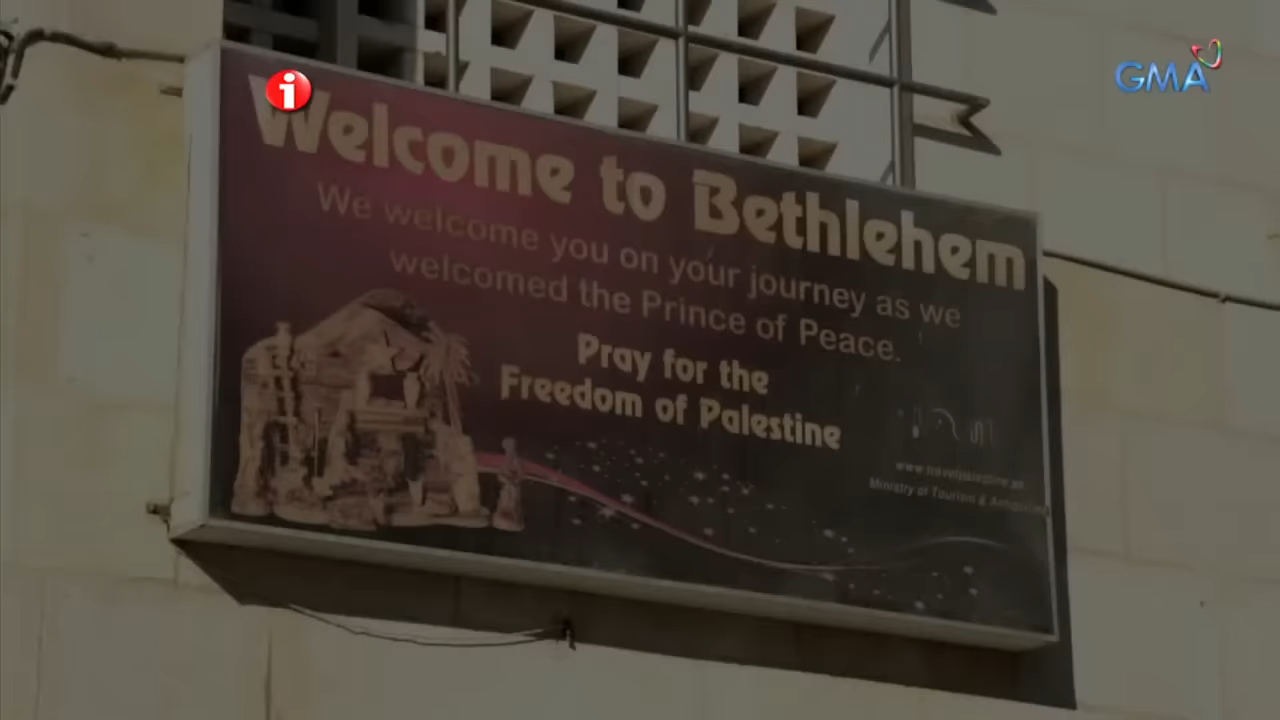 GMA
i
Welcome to Bethlehem
We welcome you on your journey as we
welcomed the Prince of Peace.
Pray for the
Freedom of Palestine
Ministry of Tourism &